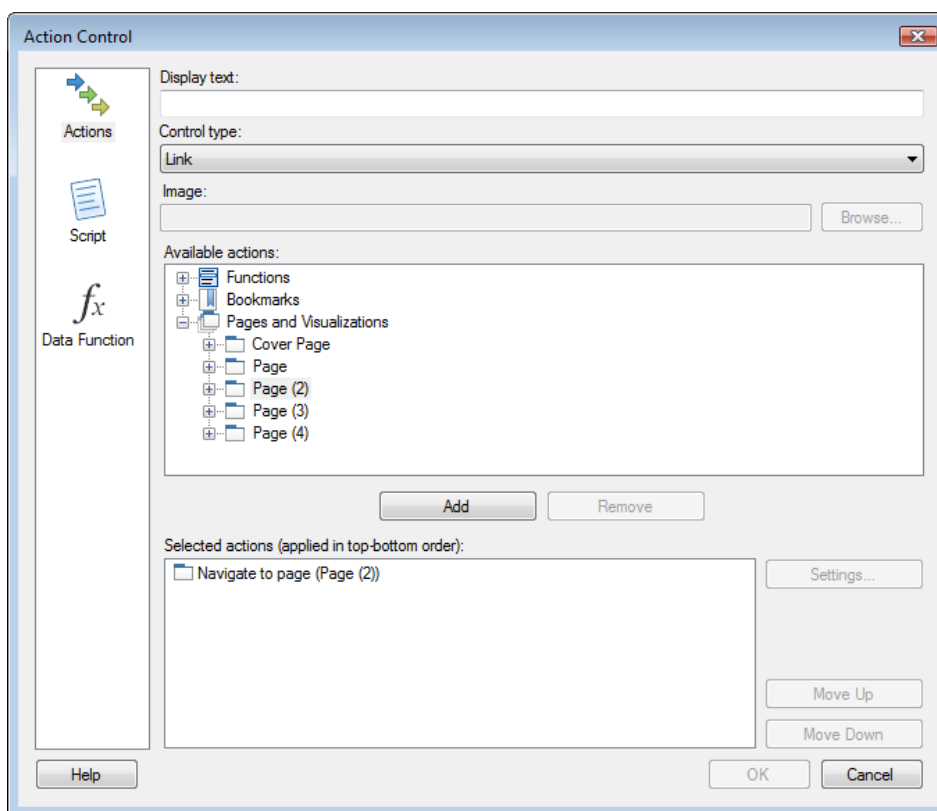 Action Control
Actions
Script
fx
Data Function
Display text:
Control type:
Link
Image:
Browse...
Available actions:
Functions
Bookmarks
Pages and Visualizations
Cover Page
Page
Page (2)
Page (3)
Page (4)
Add
Remove
Selected actions (applied in top-bottom order):
Navigate to page (Page (2))
Settings...
Move Up
Move Down
Help
OK
Cancel